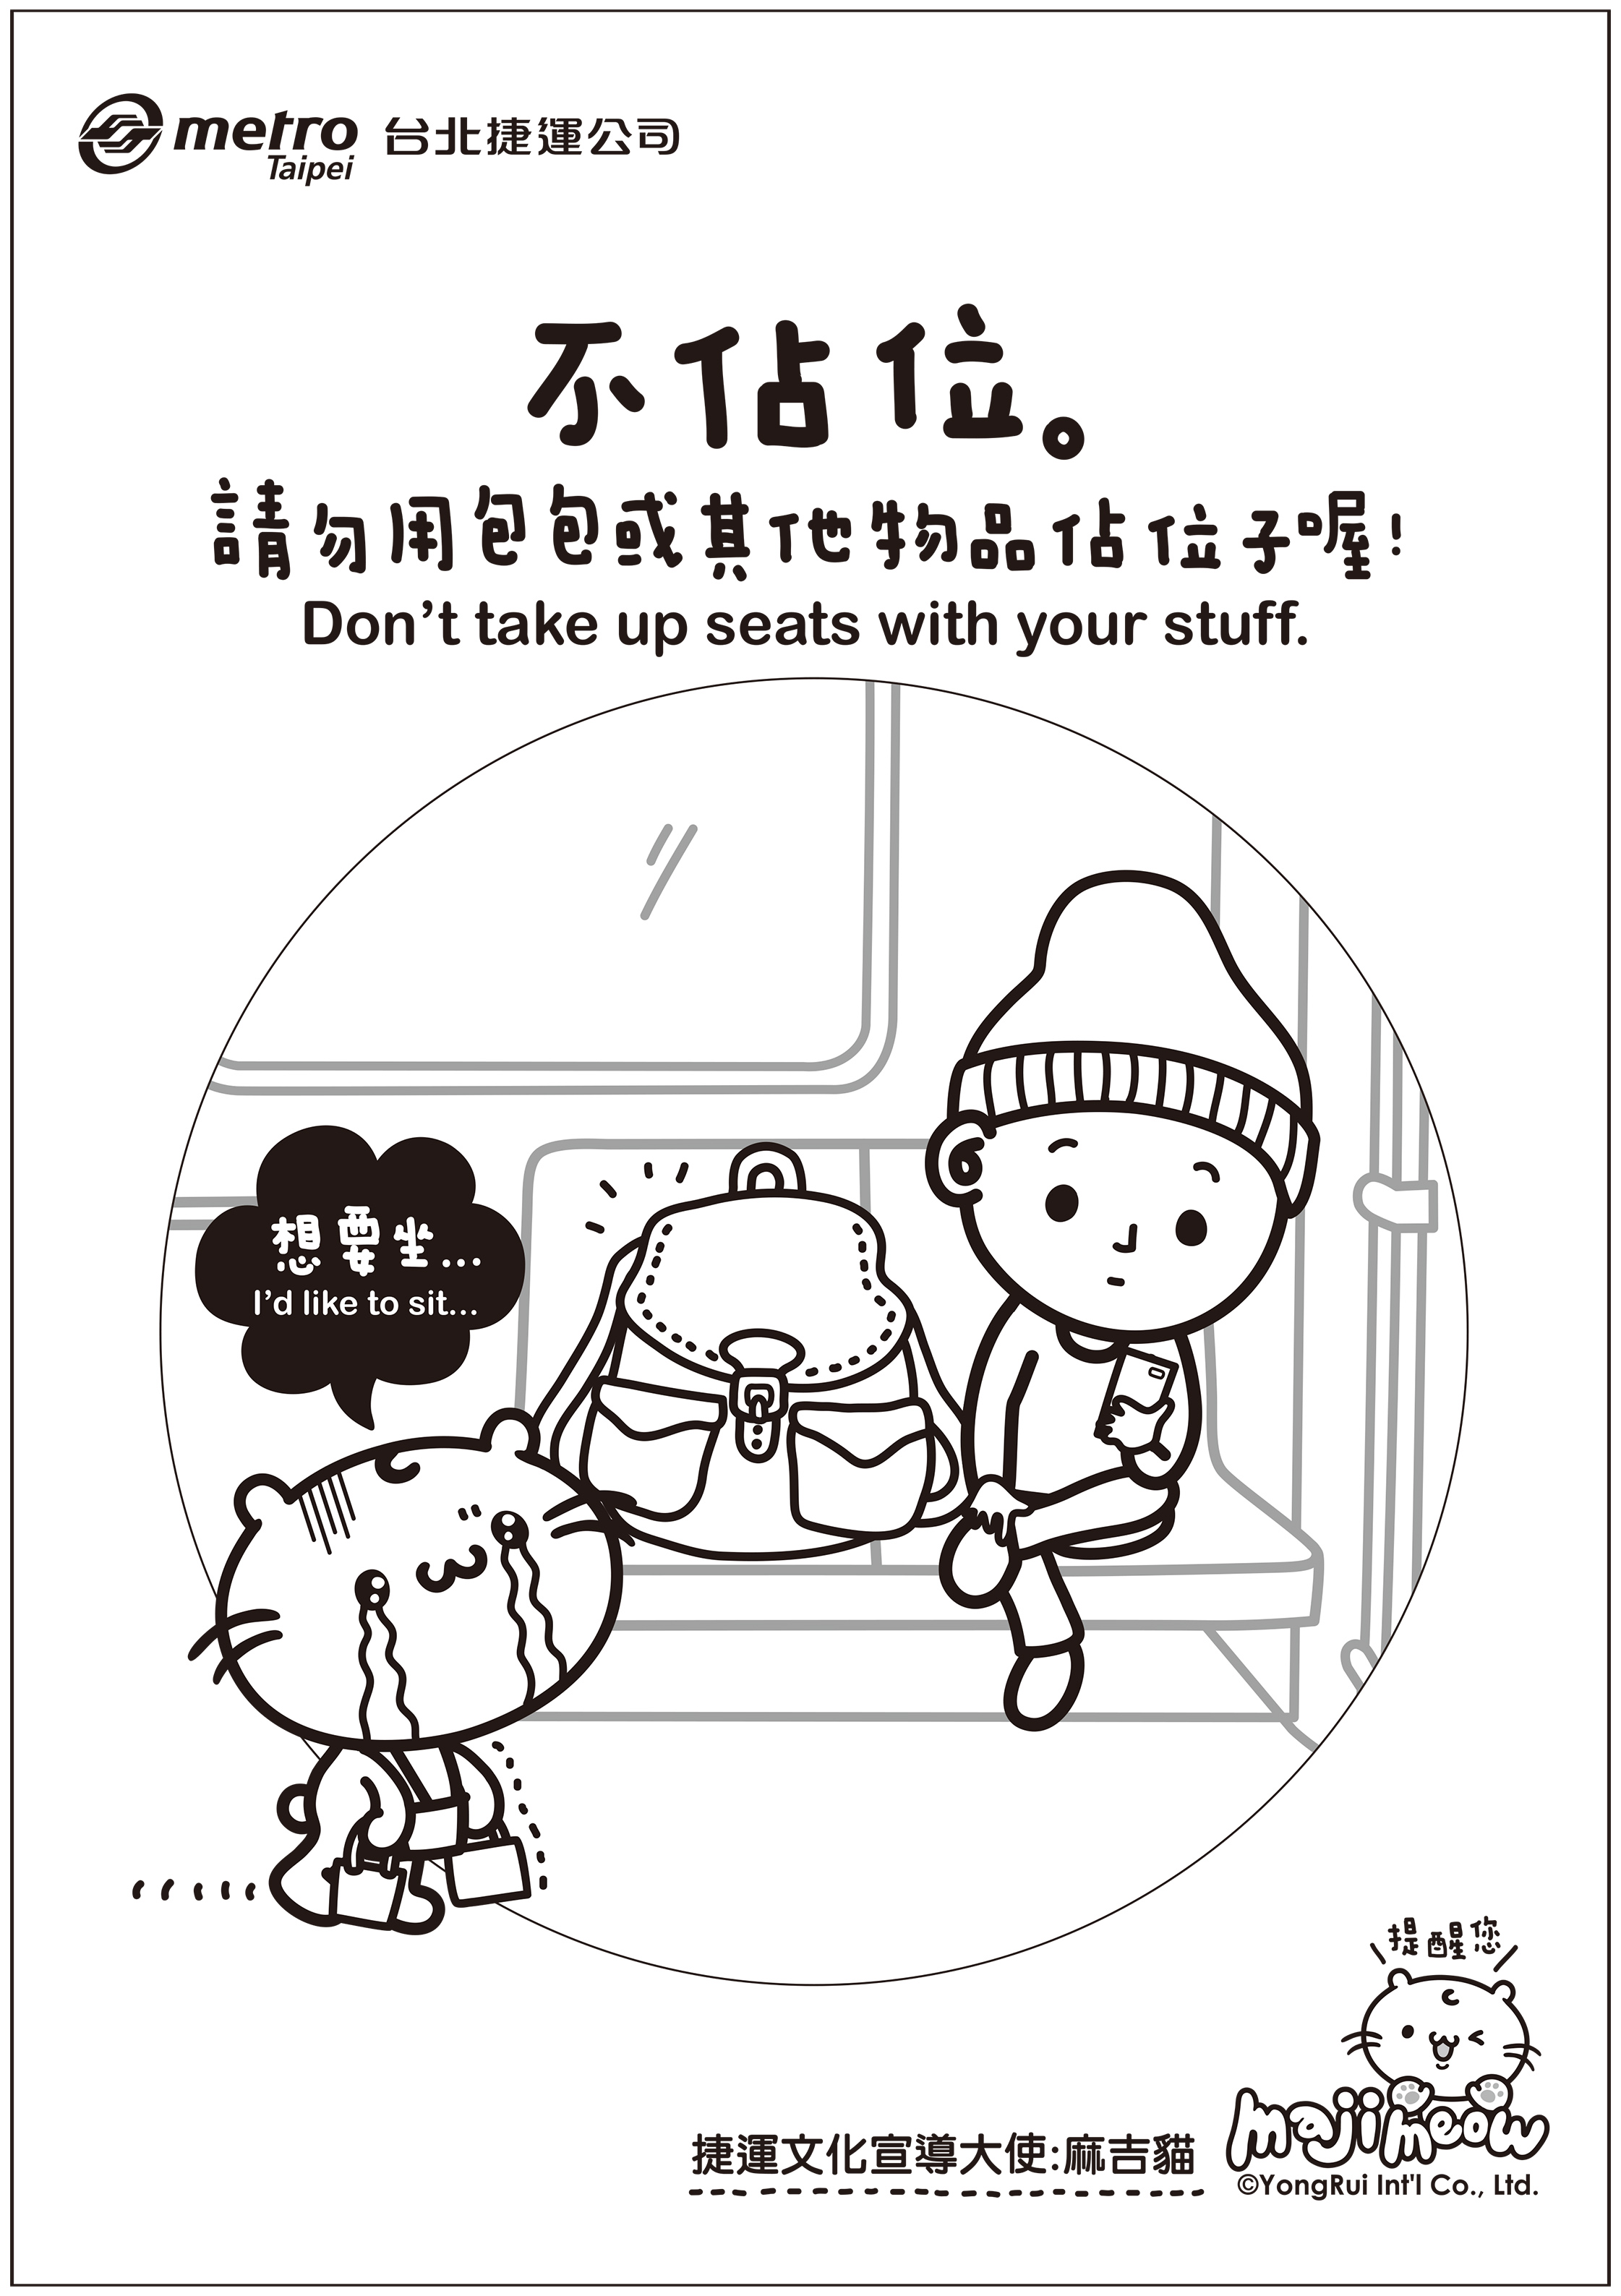 metro
Taipei
台北捷運公司
不佔位。
請勿用包包或其他物品佔位子喔!
Don't take up seats with your stuff.
想要坐...
I'd like to sit...
提醒您
majimeow
捷運文化宣導大使:麻吉貓
©YongRui Int'l Co., Ltd.